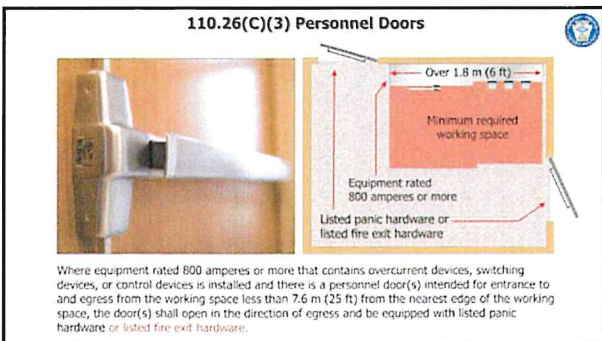 110.26(C)(3) Personnel Doors
Over 1.8 m (6 ft)
Minimum required
working space
Equipment rated
800 amperes or more
Listed panic hardware or
listed fire exit hardware
Where equipment rated 800 amperes or more that contains overcurrent devices, switching
devices, or control devices is installed and there is a personnel door(s) intended for entrance to
and egress from the working space less than 7.6 m (25 ft) from the nearest edge of the working
space, the door(s) shall open in the direction of egress and be equipped with listed panic
hardware or listed fire exit hardware.